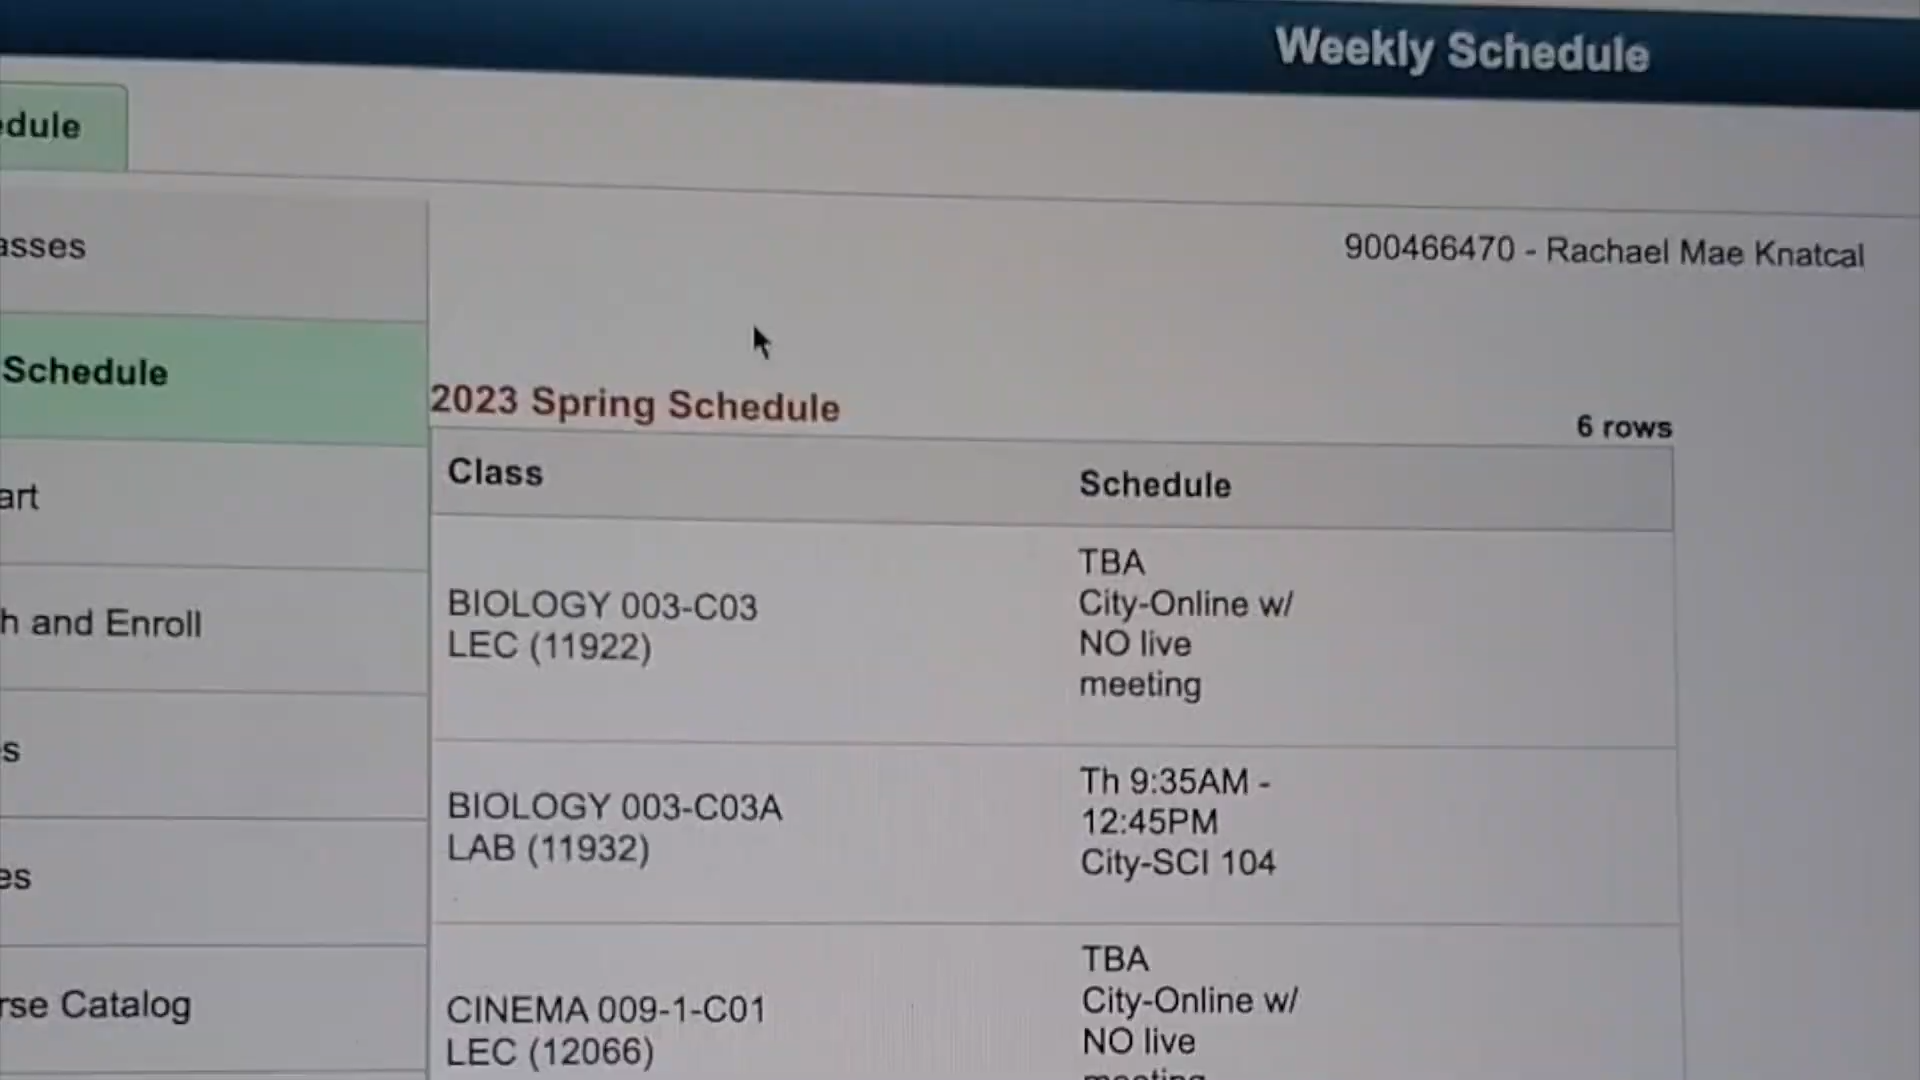 Weekly Schedule
edule
900466470 - Rachael Mae Knatcal
asses
Schedule
art
h and Enroll
s
es
rse Catalog
2023 Spring Schedule
6 rows
Class
Schedule
BIOLOGY 003-C03
LEC (11922)
TBA
City-Online w/
NO live
meeting
BIOLOGY 003-C03A
LAB (11932)
Th 9:35AM -
12:45PM
City-SCI 104
CINEMA 009-1-C01
LEC (12066)
TBA
City-Online w/
NO live
meeting